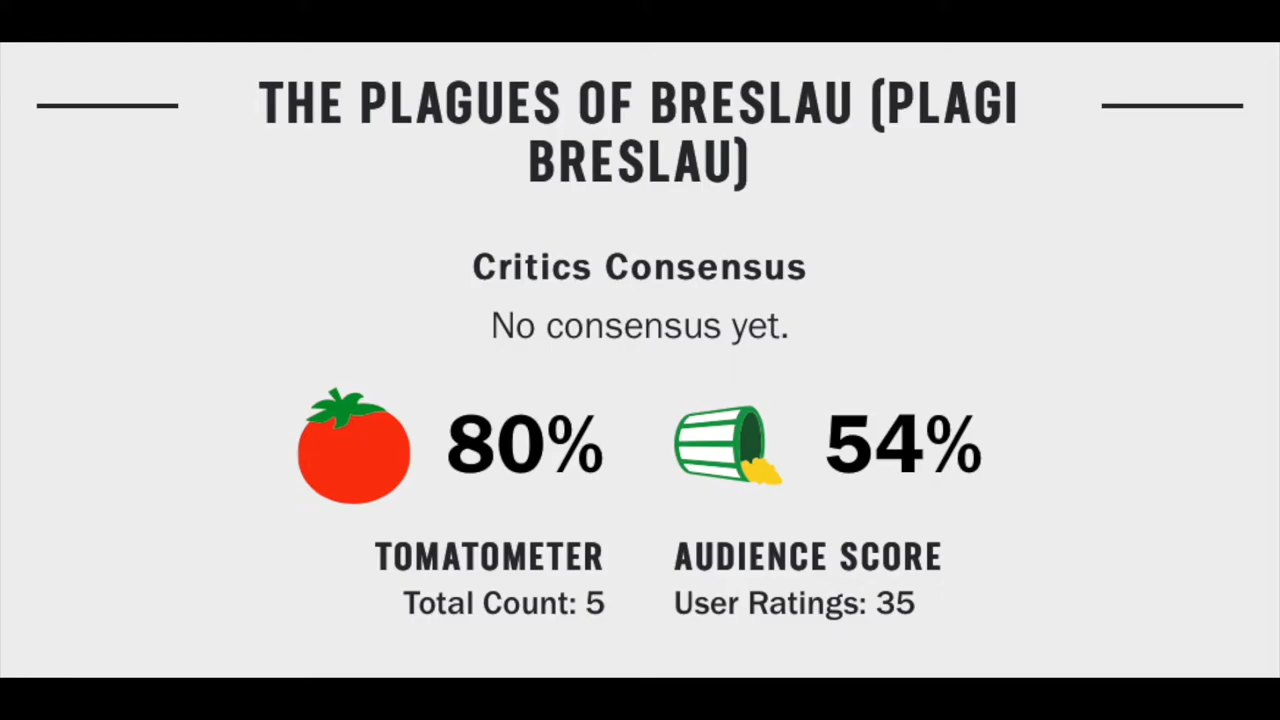 THE PLAGUES OF BRESLAU (PLAGI
BRESLAU)
Critics Consensus
No consensus yet.
80% 54%
TOMATOMETER AUDIENCE SCORE
Total Count: 5 User Ratings: 35